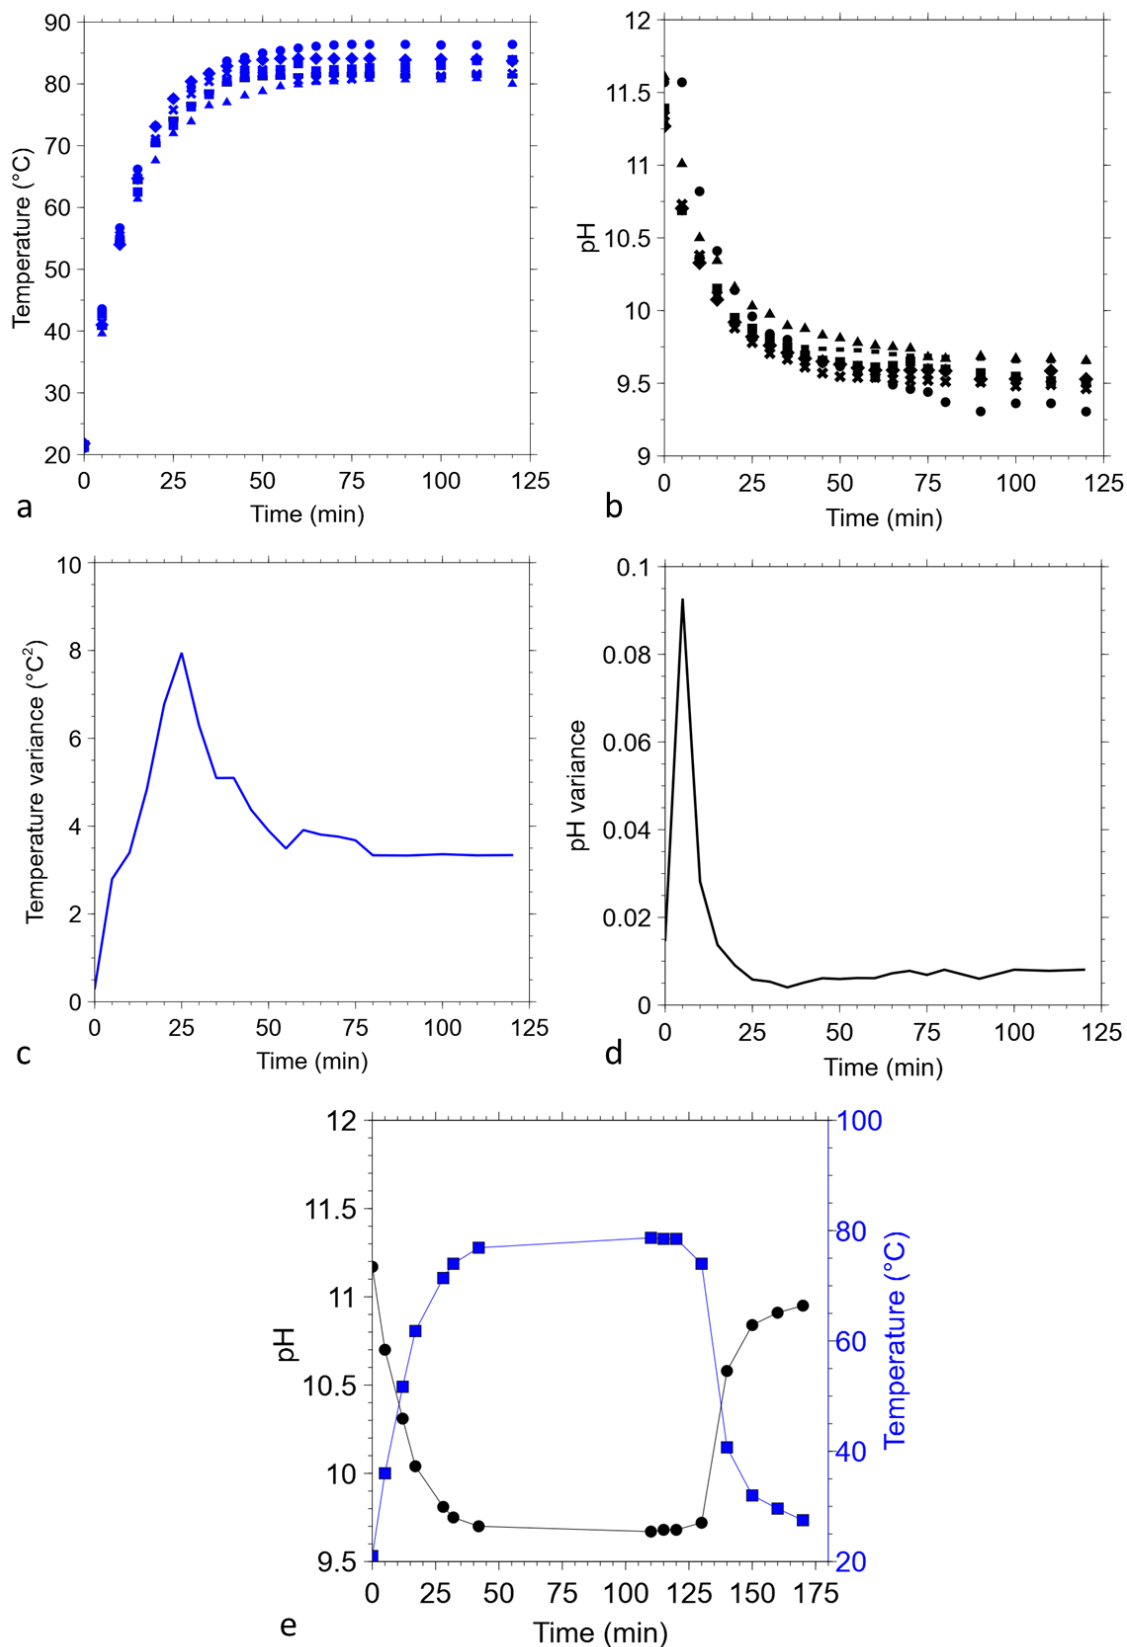 90
80
70
60
50
40
30
20
Temperature (°C)
0 25 50 75 100 125
Time (min)
a
12
11.5
11
10.5
10
9.5
9
pH
0 25 50 75 100 125
Time (min)
b
10
8
6
4
2
0
Temperature variance (°C²)
0 25 50 75 100 125
Time (min)
c
0.1
0.08
0.06
0.04
0.02
0
pH variance
0 25 50 75 100 125
Time (min)
d
12
11.5
11
10.5
10
9.5
pH
100
80
60
40
20
Temperature (°C)
0 25 50 75 100 125 150 175
Time (min)
e